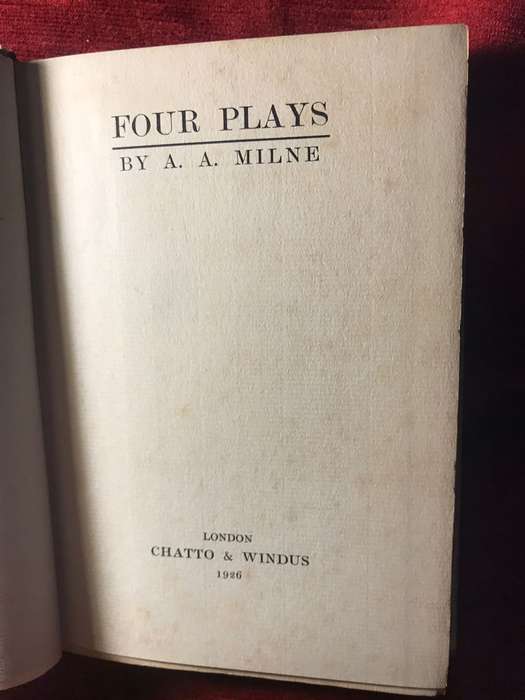 FOUR PLAYS
BY A. A. MILNE
LONDON
CHATTO & WINDUS
1926